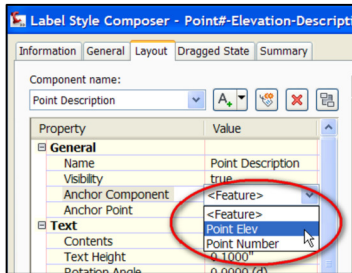 Label Style Composer - Point#-Elevation-Descripti
Information General Layout Dragged State Summary
Component name:
Point Description
Property Value
General
Name Point Description
Visibility true
Anchor Component <Feature>
Anchor Point <Feature>
Text Point Elev
Contents Point Number
Text Height 0.1000"
Rotation Angle 0.0000 (d)